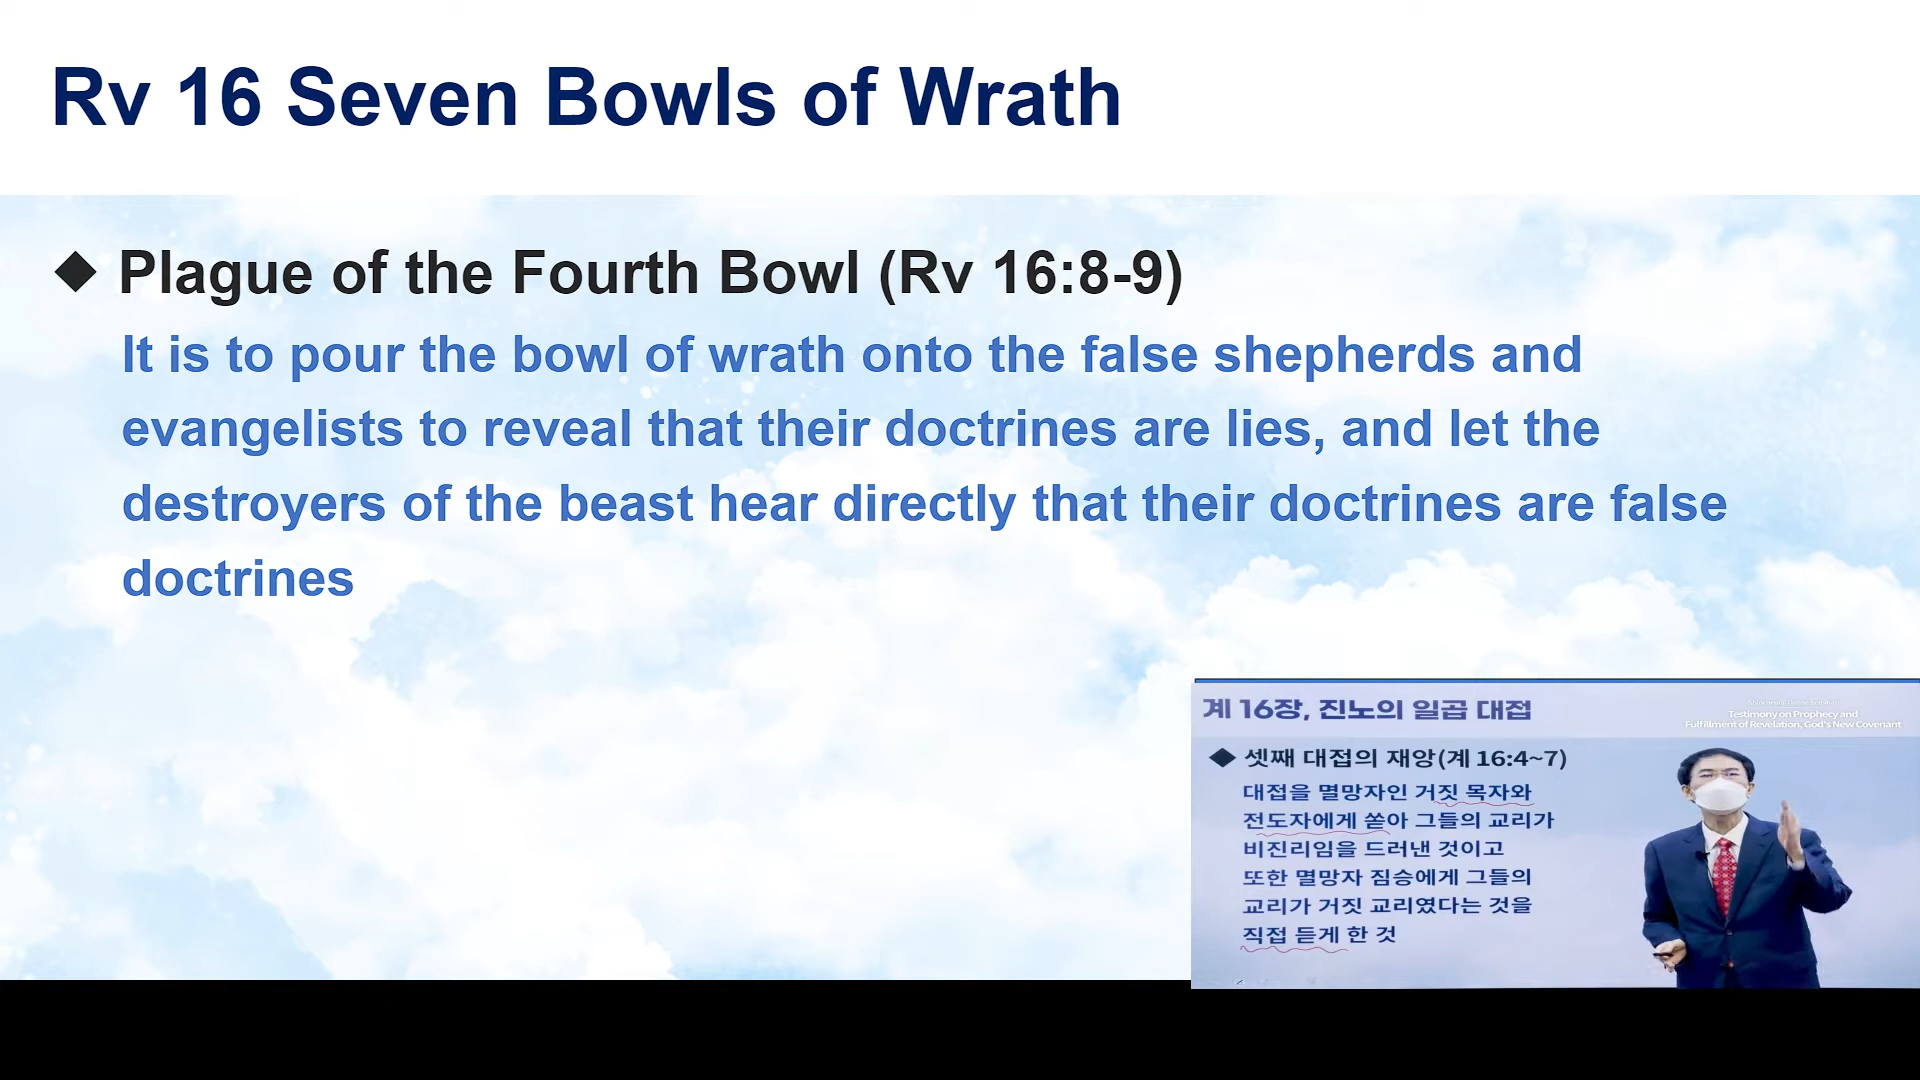 Rv 16 Seven Bowls of Wrath
◆ Plague of the Fourth Bowl (Rv 16:8-9)
It is to pour the bowl of wrath onto the false shepherds and
evangelists to reveal that their doctrines are lies, and let the
destroyers of the beast hear directly that their doctrines are false
doctrines
계 16장, 진노의 일곱 대접
Testimony on Prophecy and
Fulfillment of Revelation, God's New Covenant
◆ 셋째 대접의 재앙(계 16:4~7)
대접을 멸망자인 거짓 목자와
전도자에게 쏟아 그들의 교리가
비진리임을 드러낸 것이고
또한 멸망자 짐승에게 그들의
교리가 거짓 교리였다는 것을
직접 듣게 한 것